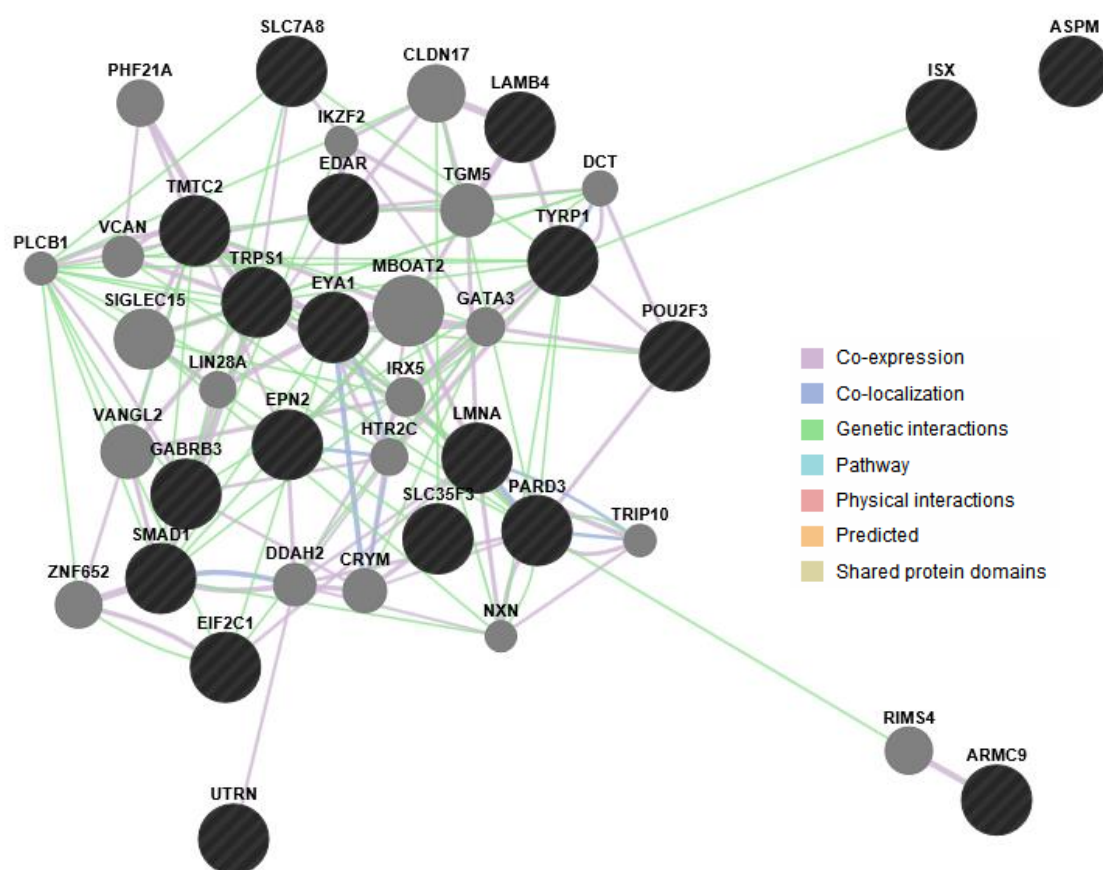 SLC7A8
ASPM
CLDN17
PHF21A
ISX
LAMB4
IKZF2
EDAR
DCT
TGM5
TMTC2
TYRP1
VCAN
PLCB1
TRPS1
MBOAT2
EYA1
GATA3
SIGLEC15
POU2F3
LIN28A
IRX5
EPN2
LMNA
VANGL2
HTR2C
GABRB3
PARD3
SLC35F3
TRIP10
SMAD1
DDAH2
CRYM
ZNF652
NXN
EIF2C1
RIMS4
ARMC9
UTRN
Co-expression
Co-localization
Genetic interactions
Pathway
Physical interactions
Predicted
Shared protein domains